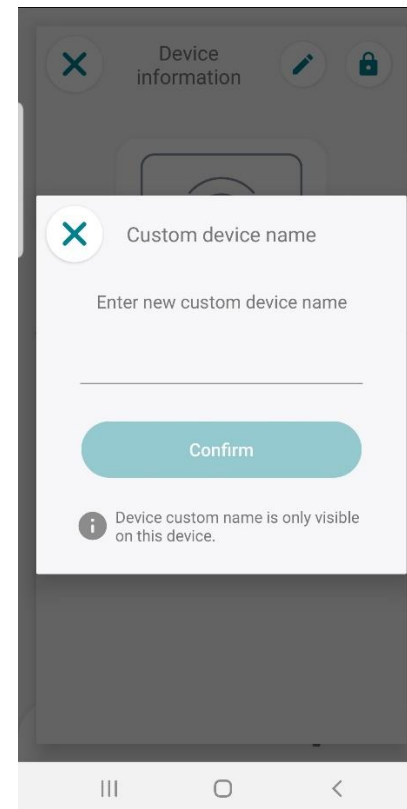 Device
information
Custom device name
Enter new custom device name
Confirm
Device custom name is only visible
on this device.